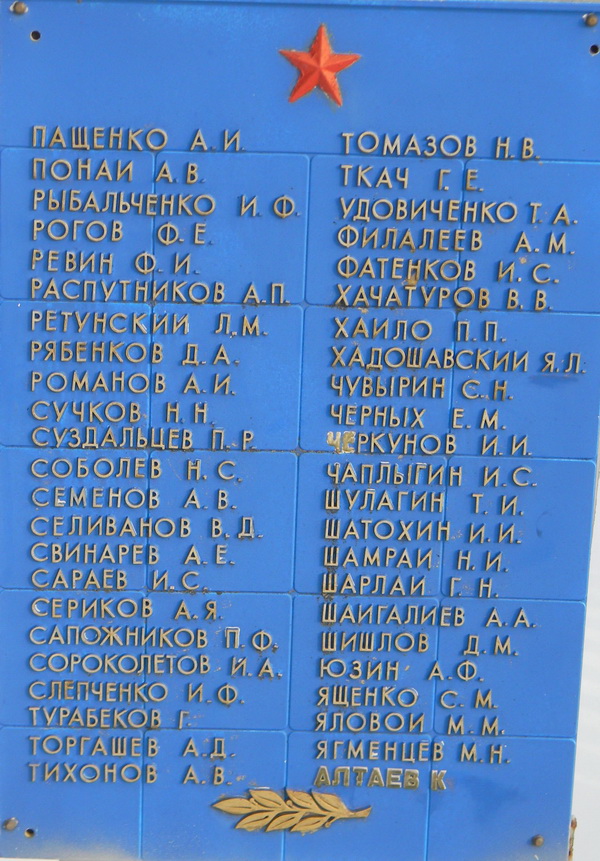 ПАЩЕНКО А. И.
ПОНАИ А. В.
РЫБАЛЬЧЕНКО И. Ф.
РОГОВ Ф. Е.
РЕВИН Ф. И.
РАСПУТНИКОВ А. П.
РЕТУНСКИЙ Л. М.
РЯБЕНКОВ Д. А.
РОМАНОВ А. И.
СУЧКОВ Н. Н.
СУЗДАЛЬЦЕВ П. Р.
СОБОЛЕВ Н. С.
СЕМЕНОВ А. В.
СЕЛИВАНОВ В. Д.
СВИНАРЕВ А. Е.
САРАЕВ И. С.
СЕРИКОВ А. Я.
САПОЖНИКОВ П. Ф.
СОРОКОЛЕТОВ И. А.
СЛЕПЧЕНКО И. Ф.
ТУРАБЕКОВ Г.
ТОРГАШЕВ А. Д.
ТИХОНОВ А. В.
ТОМАЗОВ Н. В.
ТКАЧ Г. Е.
УДОВИЧЕНКО Т. А.
ФИЛАЛЕЕВ А. М.
ФАТЕНКОВ И. С.
ХАЧАТУРОВ В. В.
ХАИЛО П. П.
ХАДОШАВСКИЙ Я. Л.
ЧУВЫРИН С. Н.
ЧЕРНЫХ Е. М.
ЧЕРКУНОВ И. И.
ЧАПЛЫГИН И. С.
ШУЛАГИН Т. И.
ШАТОХИН И. И.
ШАМРАИ Н. И.
ШАРЛАИ Г. Н.
ШАИГАЛИЕВ А. А.
ШИШЛОВ Д. М.
ЮЗИН А. Ф.
ЯЩЕНКО С. М.
ЯЛОВОИ М. М.
ЯГМЕНЦЕВ М. Н.
АЛТАЕВ К